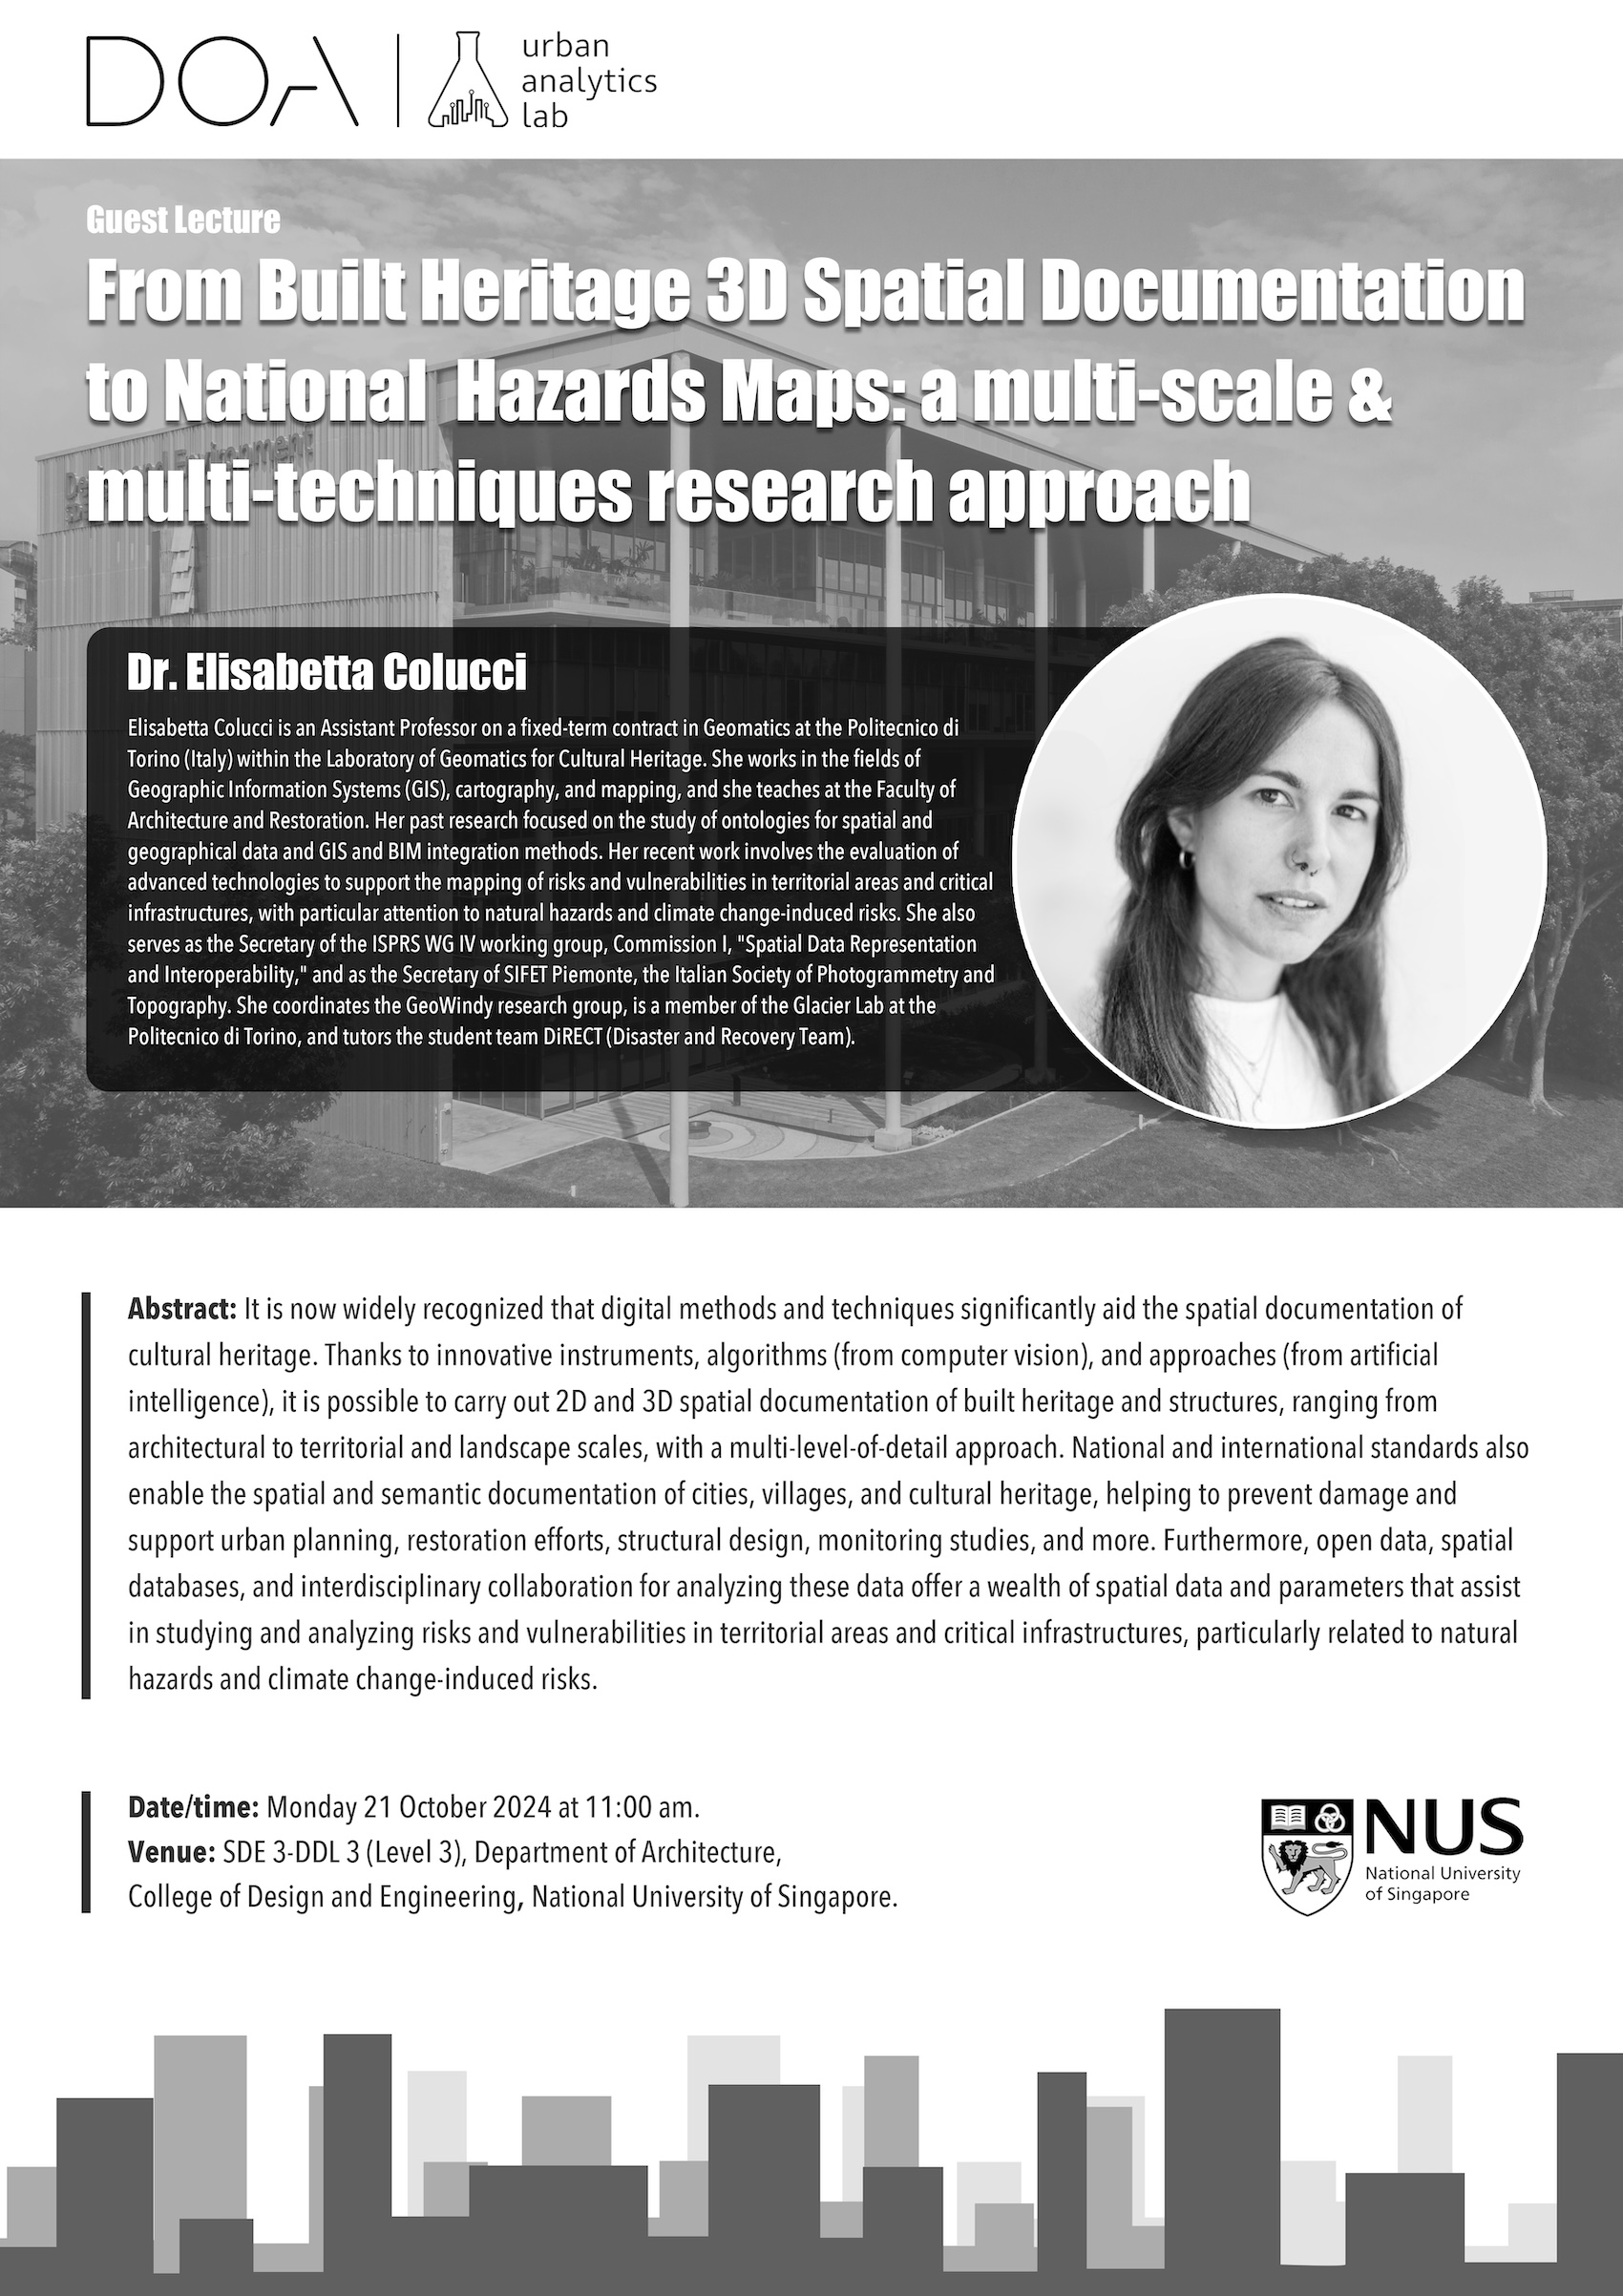 DOA
urban
analytics
lab
Guest Lecture
From Built Heritage 3D Spatial Documentation
to National Hazards Maps: a multi-scale &
multi-techniques research approach
Dr. Elisabetta Colucci
Elisabetta Colucci is an Assistant Professor on a fixed-term contract in Geomatics at the Politecnico di
Torino (Italy) within the Laboratory of Geomatics for Cultural Heritage. She works in the fields of
Geographic Information Systems (GIS), cartography, and mapping, and she teaches at the Faculty of
Architecture and Restoration. Her past research focused on the study of ontologies for spatial and
geographical data and GIS and BIM integration methods. Her recent work involves the evaluation of
advanced technologies to support the mapping of risks and vulnerabilities in territorial areas and critical
infrastructures, with particular attention to natural hazards and climate change-induced risks. She also
serves as the Secretary of the ISPRS WG IV working group, Commission I, "Spatial Data Representation
and Interoperability," and as the Secretary of SIFET Piemonte, the Italian Society of Photogrammetry and
Topography. She coordinates the GeoWindy research group, is a member of the Glacier Lab at the
Politecnico di Torino, and tutors the student team DiRECT (Disaster and Recovery Team).
Abstract: It is now widely recognized that digital methods and techniques significantly aid the spatial documentation of
cultural heritage. Thanks to innovative instruments, algorithms (from computer vision), and approaches (from artificial
intelligence), it is possible to carry out 2D and 3D spatial documentation of built heritage and structures, ranging from
architectural to territorial and landscape scales, with a multi-level-of-detail approach. National and international standards also
enable the spatial and semantic documentation of cities, villages, and cultural heritage, helping to prevent damage and
support urban planning, restoration efforts, structural design, monitoring studies, and more. Furthermore, open data, spatial
databases, and interdisciplinary collaboration for analyzing these data offer a wealth of spatial data and parameters that assist
in studying and analyzing risks and vulnerabilities in territorial areas and critical infrastructures, particularly related to natural
hazards and climate change-induced risks.
Date/time: Monday 21 October 2024 at 11:00 am.
Venue: SDE 3-DDL 3 (Level 3), Department of Architecture,
College of Design and Engineering, National University of Singapore.
NUS
National University
of Singapore